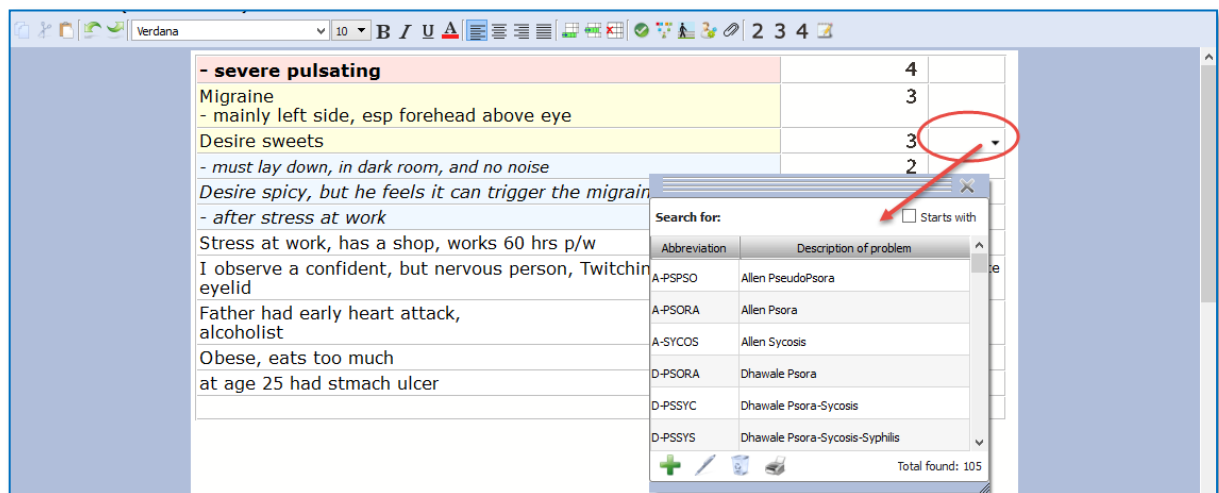 Verdana 10 B I U A 2 3 4
- severe pulsating 4
Migraine 3
- mainly left side, esp forehead above eye
Desire sweets 3
- must lay down, in dark room, and no noise 2
Desire spicy, but he feels it can trigger the migrain
- after stress at work
Stress at work, has a shop, works 60 hrs p/w
I observe a confident, but nervous person, Twitchin
eyelid
Father had early heart attack,
alcoholist
Obese, eats too much
at age 25 had stmach ulcer
Search for: Starts with
Abbreviation Description of problem
A-PSPSO Allen PseudoPsora
A-PSORA Allen Psora
A-SYCOS Allen Sycosis
D-PSORA Dhawale Psora
D-PSSYC Dhawale Psora-Sycosis
D-PSSYS Dhawale Psora-Sycosis-Syphilis
Total found: 105